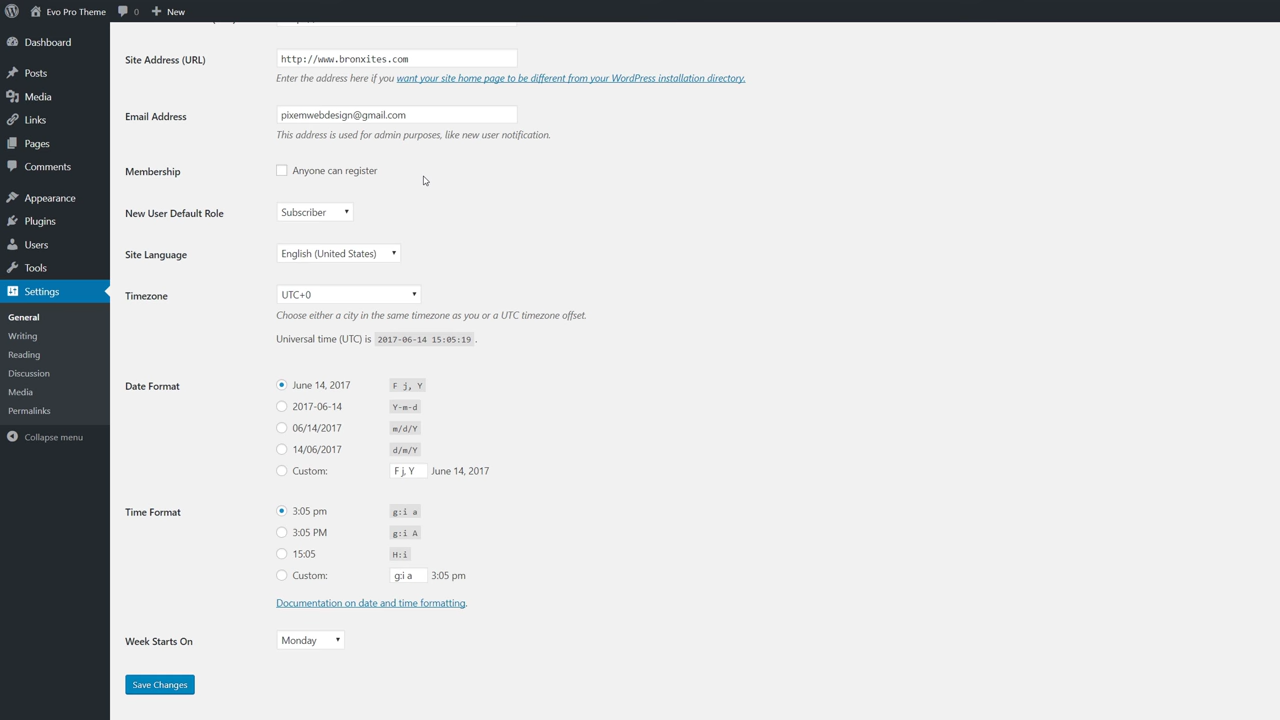 Evo Pro Theme 0 New
Dashboard
Posts
Media
Links
Pages
Comments
Appearance
Plugins
Users
Tools
Settings
General
Writing
Reading
Discussion
Media
Permalinks
Collapse menu
Site Address (URL) http://www.bronxites.com
Enter the address here if you want your site home page to be different from your WordPress installation directory.
Email Address pixemwebdesign@gmail.com
This address is used for admin purposes, like new user notification.
Membership Anyone can register
New User Default Role Subscriber
Site Language English (United States)
Timezone UTC+0
Choose either a city in the same timezone as you or a UTC timezone offset.
Universal time (UTC) is 2017-06-14 15:05:19 .
Date Format June 14, 2017 F j, Y
2017-06-14 Y-m-d
06/14/2017 m/d/Y
14/06/2017 d/m/Y
Custom: F j, Y June 14, 2017
Time Format 3:05 pm g:i a
3:05 PM g:i A
15:05 H:i
Custom: g:i a 3:05 pm
Documentation on date and time formatting.
Week Starts On Monday
Save Changes